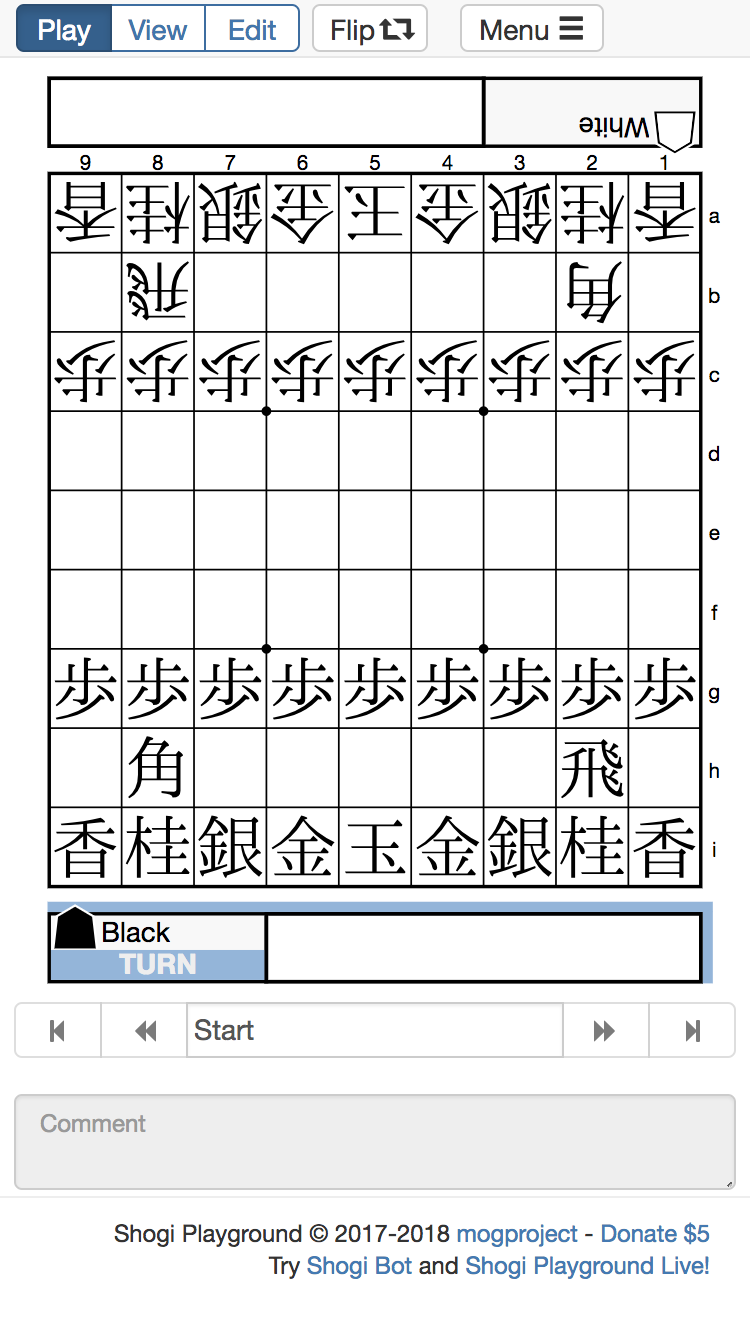 Play View Edit Flip Menu
White
9 8 7 6 5 4 3 2 1
香 桂 銀 金 王 金 銀 桂 香 a
飛 角 b
歩 歩 歩 歩 歩 歩 歩 歩 歩 c
d
e
f
歩 歩 歩 歩 歩 歩 歩 歩 歩 g
角 飛 h
香 桂 銀 金 玉 金 銀 桂 香 i
Black
TURN
Start
Comment
Shogi Playground © 2017-2018 mogproject - Donate $5
Try Shogi Bot and Shogi Playground Live!